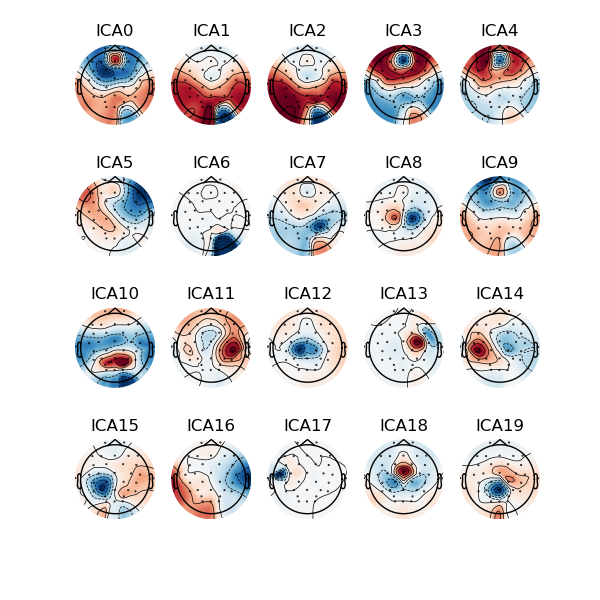 ICA0 ICA1 ICA2 ICA3 ICA4
ICA5 ICA6 ICA7 ICA8 ICA9
ICA10 ICA11 ICA12 ICA13 ICA14
ICA15 ICA16 ICA17 ICA18 ICA19